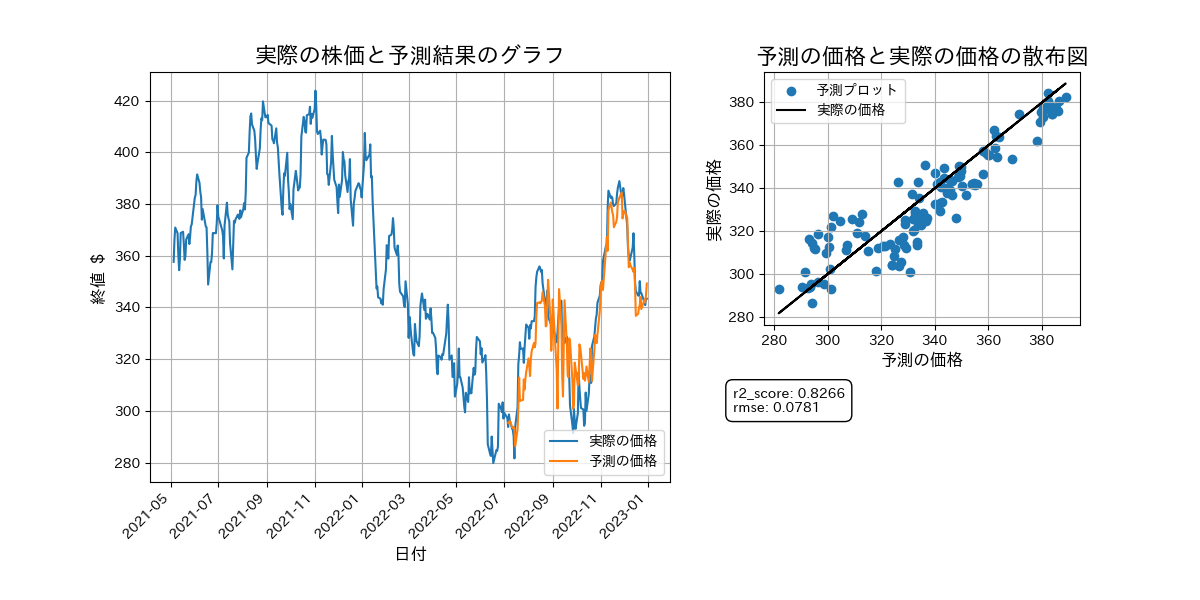 実際の株価と予測結果のグラフ
終値 $
420
400
380
360
340
320
300
280
2021-05
2021-07
2021-09
2021-11
2022-01
2022-03
2022-05
2022-07
2022-09
2022-11
2023-01
日付
実際の価格
予測の価格
予測の価格と実際の価格の散布図
実際の価格
380
360
340
320
300
280
280
300
320
340
360
380
予測の価格
予測プロット
実際の価格
r2_score: 0.8266
rmse: 0.0781